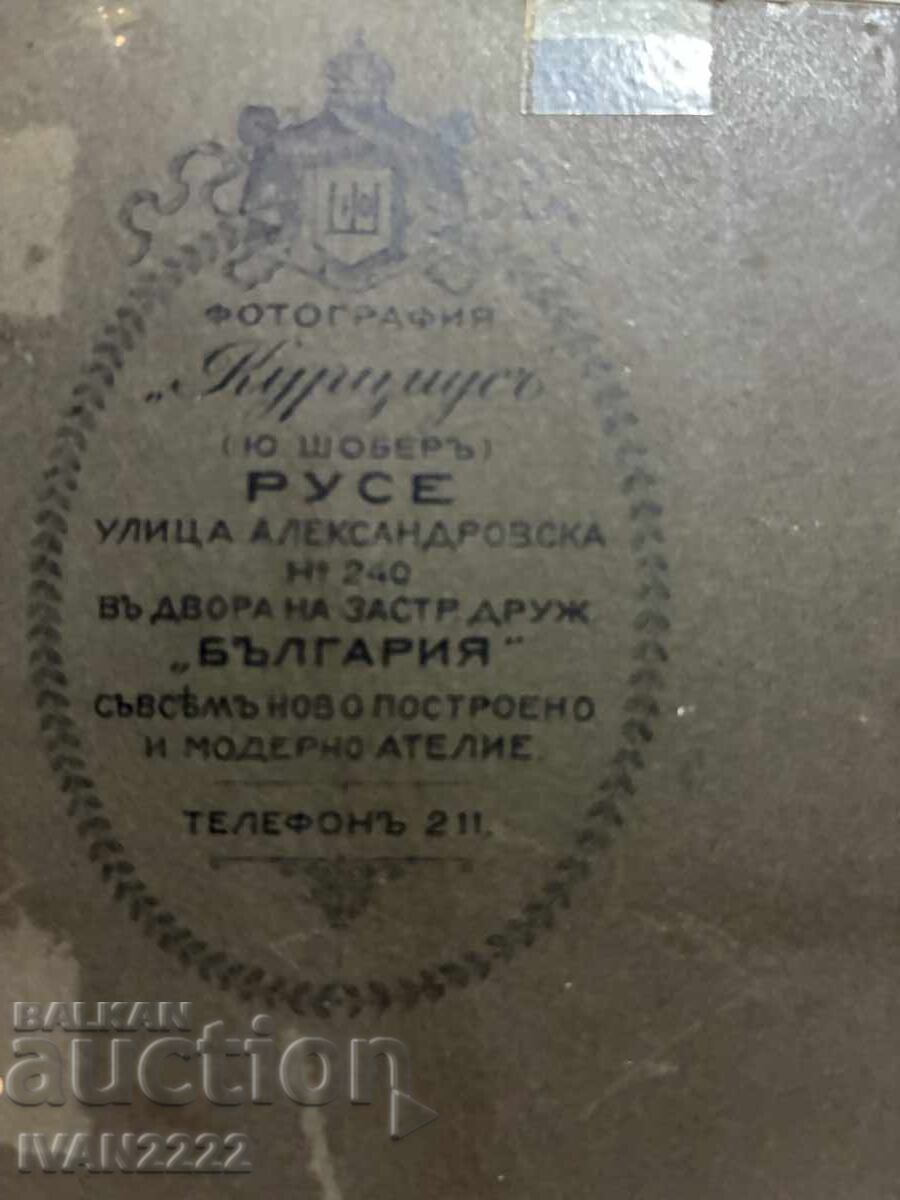 ФОТОГРАФИЯ
„Курциусъ
(Ю ШОБЕРЪ)
РУСЕ
УЛИЦА АЛЕКСАНДРОВСКА
№ 240
ВЪ ДВОРА НА ЗАСТР. ДРУЖ
„БЪЛГАРИЯ"
СЪВСѢМЪ НОВО ПОСТРОЕНО
И МОДЕРНО АТЕЛИЕ.
ТЕЛЕФОНЪ 211.
BALKAN
auction
IVAN2222